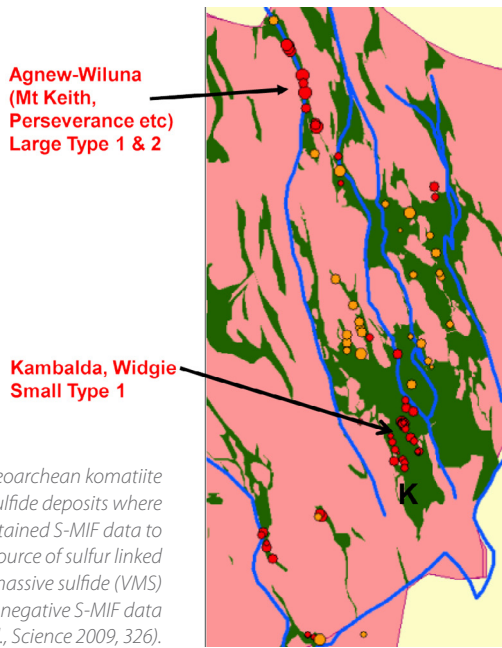 Agnew-Wiluna
(Mt Keith,
Perseverance etc)
Large Type 1 & 2
Kambalda, Widgie
Small Type 1
K
eoarchean komatiite
ulfide deposits where
tained S-MIF data to
ource of sulfur linked
nassive sulfide (VMS)
negative S-MIF data
., Science 2009, 326).